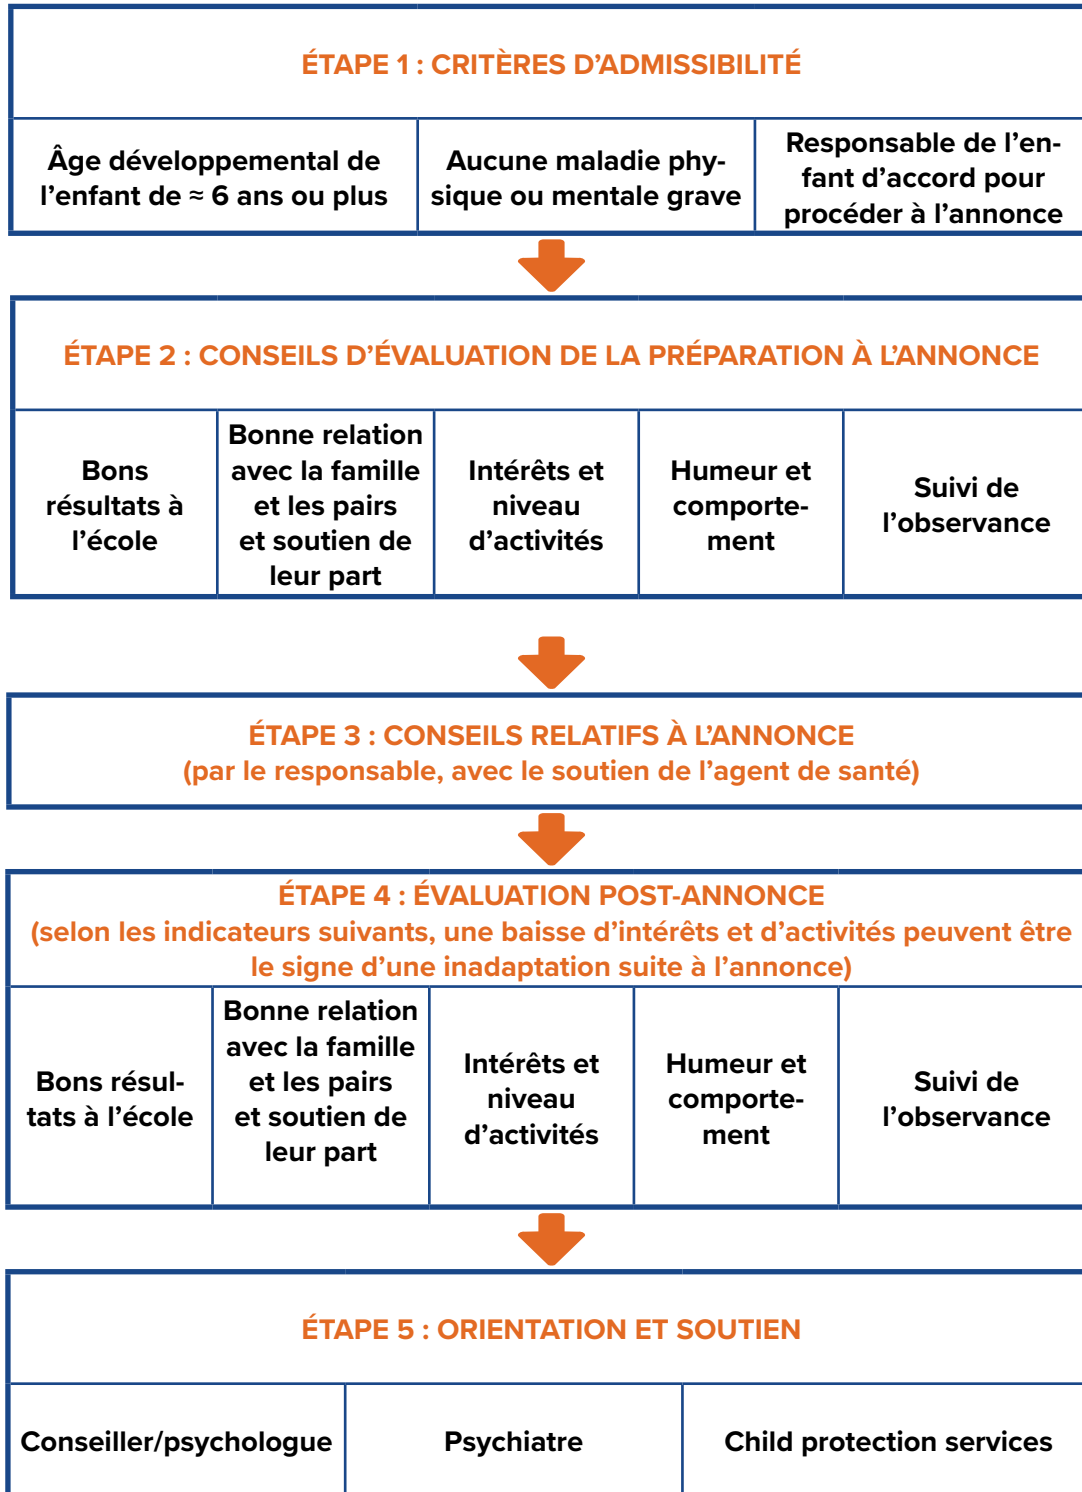 ÉTAPE 1 : CRITÈRES D’ADMISSIBILITÉ
Âge développemental de
l’enfant de ≈ 6 ans ou plus
Aucune maladie phy-
sique ou mentale grave
Responsable de l’en-
fant d’accord pour
procéder à l’annonce
ÉTAPE 2 : CONSEILS D’ÉVALUATION DE LA PRÉPARATION À L’ANNONCE
Bons
résultats à
l’école
Bonne relation
avec la famille
et les pairs
et soutien de
leur part
Intérêts et
niveau
d’activités
Humeur et
comporte-
ment
Suivi de
l’observance
ÉTAPE 3 : CONSEILS RELATIFS À L’ANNONCE
(par le responsable, avec le soutien de l’agent de santé)
ÉTAPE 4 : ÉVALUATION POST-ANNONCE
(selon les indicateurs suivants, une baisse d’intérêts et d’activités peuvent être
le signe d’une inadaptation suite à l’annonce)
Bons résul-
tats à l’école
Bonne relation
avec la famille
et les pairs
et soutien de
leur part
Intérêts et
niveau
d’activités
Humeur et
comporte-
ment
Suivi de
l’observance
ÉTAPE 5 : ORIENTATION ET SOUTIEN
Conseiller/psychologue
Psychiatre
Child protection services